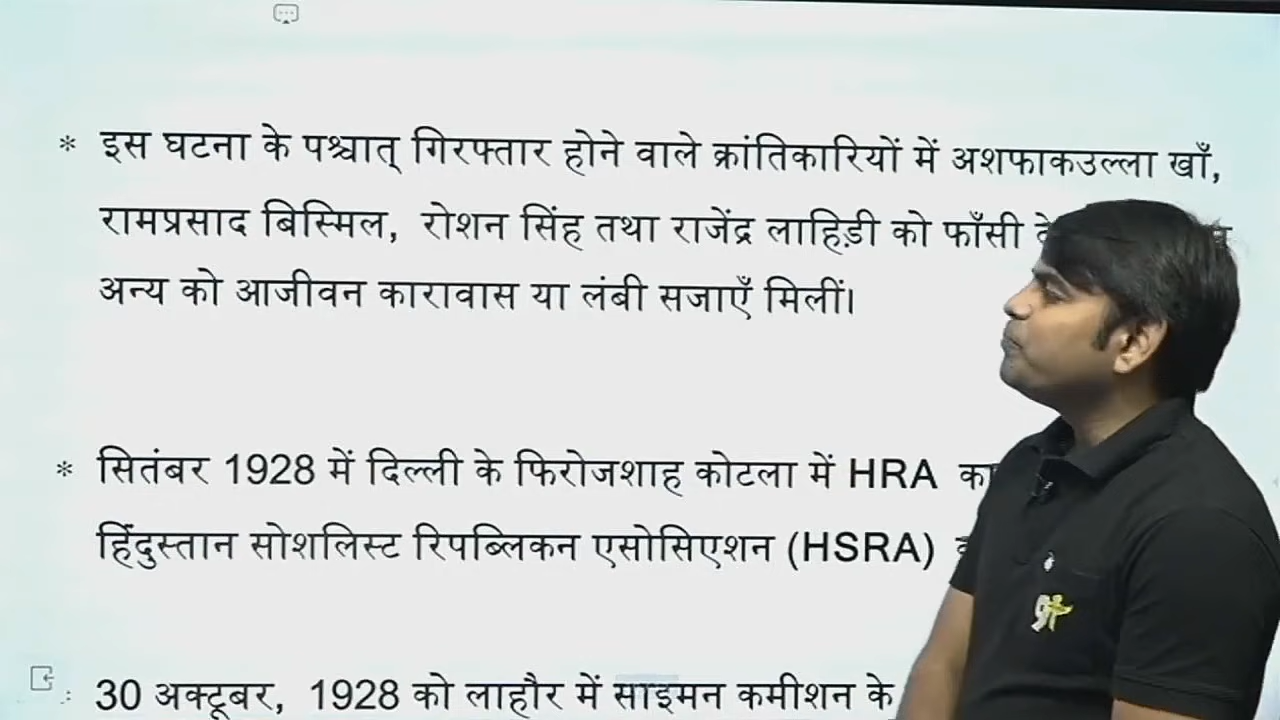 * इस घटना के पश्चात् गिरफ्तार होने वाले क्रांतिकारियों में अशफाकउल्ला खाँ,
रामप्रसाद बिस्मिल, रोशन सिंह तथा राजेंद्र लाहिड़ी को फाँसी
अन्य को आजीवन कारावास या लंबी सजाएँ मिलीं।
* सितंबर 1928 में दिल्ली के फिरोजशाह कोटला में HRA
हिंदुस्तान सोशलिस्ट रिपब्लिकन एसोसिएशन (HSRA)
30 अक्टूबर, 1928 को लाहौर में साइमन कमीशन के